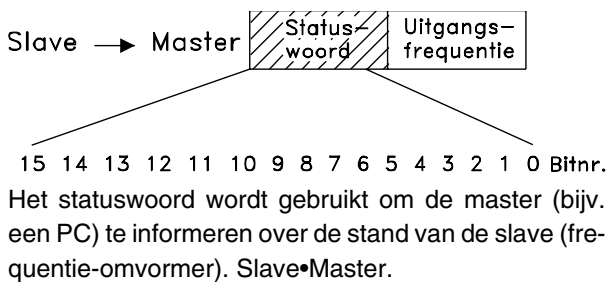 Slave → Master Status- Uitgangs-
woord frequentie
15 14 13 12 11 10 9 8 7 6 5 4 3 2 1 0 Bitnr.
Het statuswoord wordt gebruikt om de master (bijv.
een PC) te informeren over de stand van de slave (fre-
quentie-omvormer). Slave•Master.